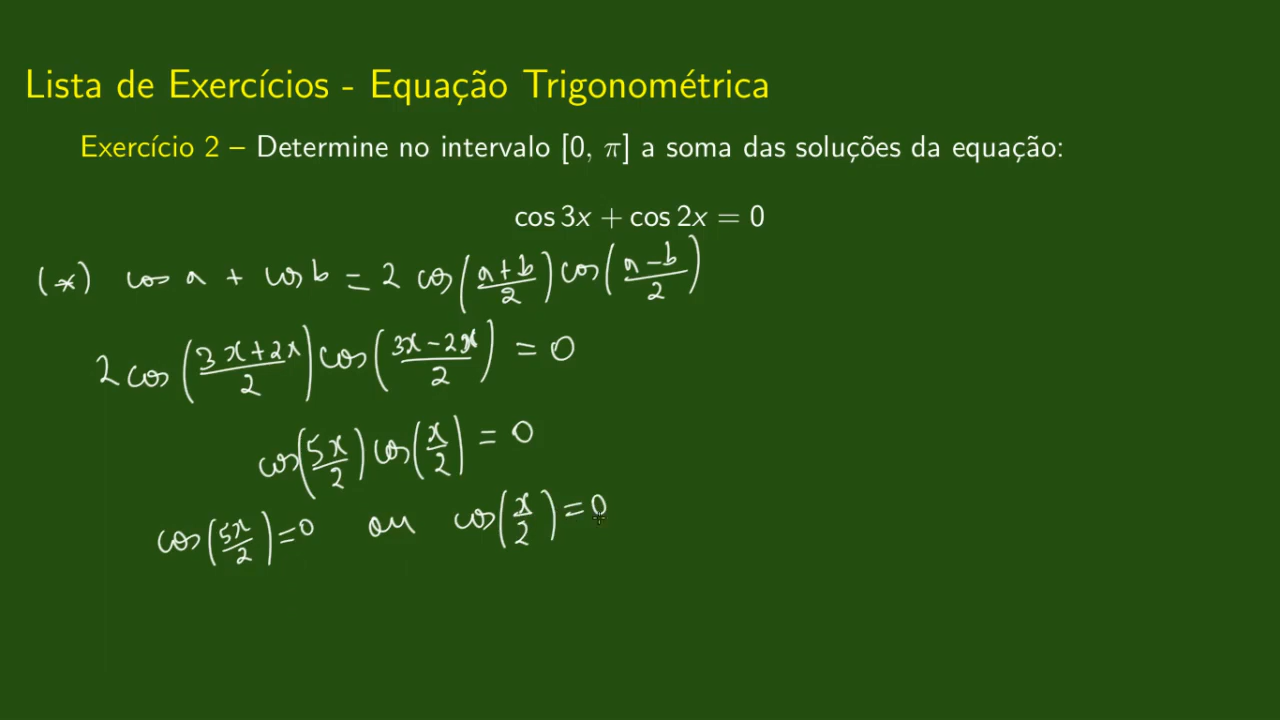 Lista de Exercícios - Equação Trigonométrica
Exercício 2 – Determine no intervalo [0, π] a soma das soluções da equação:
cos 3x + cos 2x = 0
(*) cos a + cos b = 2 cos((a+b)/2) cos((a-b)/2)
2 cos((3x+2x)/2) cos((3x-2x)/2) = 0
cos(5x/2) cos(x/2) = 0
cos(5x/2) = 0 ou cos(x/2) = 0